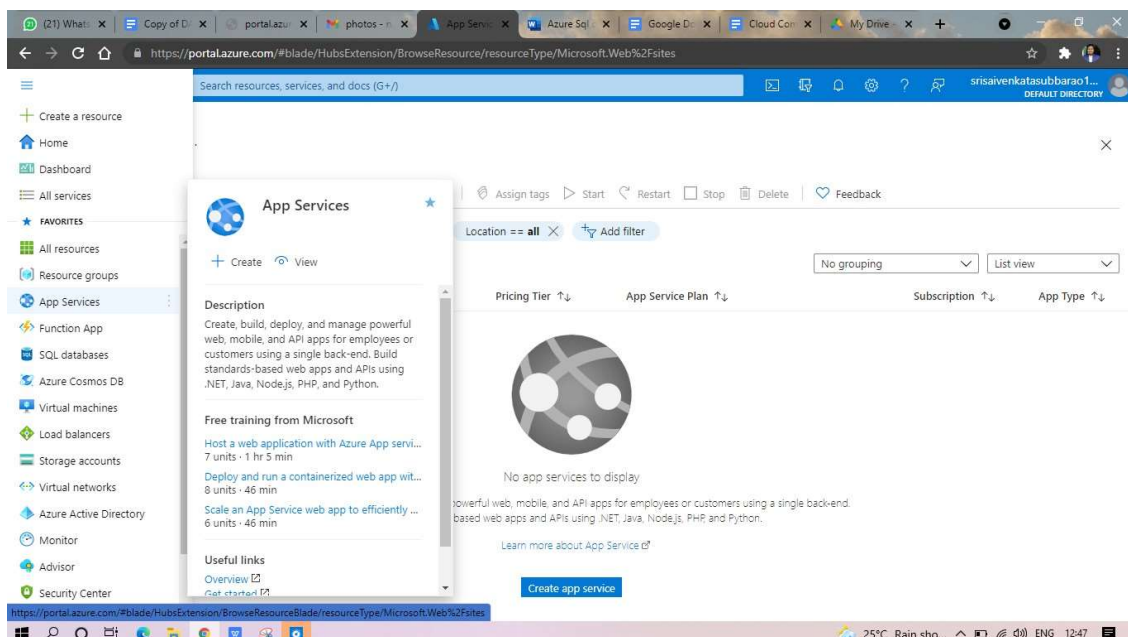 (21) Whats
Copy of D
portal.azur
photos - n
App Servic
Azure Sql
Google Do
Cloud Com
My Drive -
https://portal.azure.com/#blade/HubsExtension/BrowseResource/resourceType/Microsoft.Web%2Fsites
Search resources, services, and docs (G+/)
srisaivenkatasubbarao1...
DEFAULT DIRECTORY
Create a resource
Home
Dashboard
All services
FAVORITES
All resources
Resource groups
App Services
Function App
SQL databases
Azure Cosmos DB
Virtual machines
Load balancers
Storage accounts
Virtual networks
Azure Active Directory
Monitor
Advisor
Security Center
App Services
Create View
Description
Create, build, deploy, and manage powerful
web, mobile, and API apps for employees or
customers using a single back-end. Build
standards-based web apps and APIs using
.NET, Java, Node.js, PHP, and Python.
Free training from Microsoft
Host a web application with Azure App servi...
7 units · 1 hr 5 min
Deploy and run a containerized web app wit...
8 units · 46 min
Scale an App Service web app to efficiently ...
6 units · 46 min
Useful links
Overview
Get started
Assign tags Start Restart Stop Delete Feedback
Location == all Add filter
No grouping List view
Pricing Tier App Service Plan Subscription App Type
No app services to display
powerful web, mobile, and API apps for employees or customers using a single back-end.
based web apps and APIs using .NET, Java, Node.js, PHP, and Python.
Learn more about App Service
Create app service
https://portal.azure.com/#blade/HubsExtension/BrowseResourceBlade/resourceType/Microsoft.Web%2Fsites
25°C Rain sho... ENG 12:47